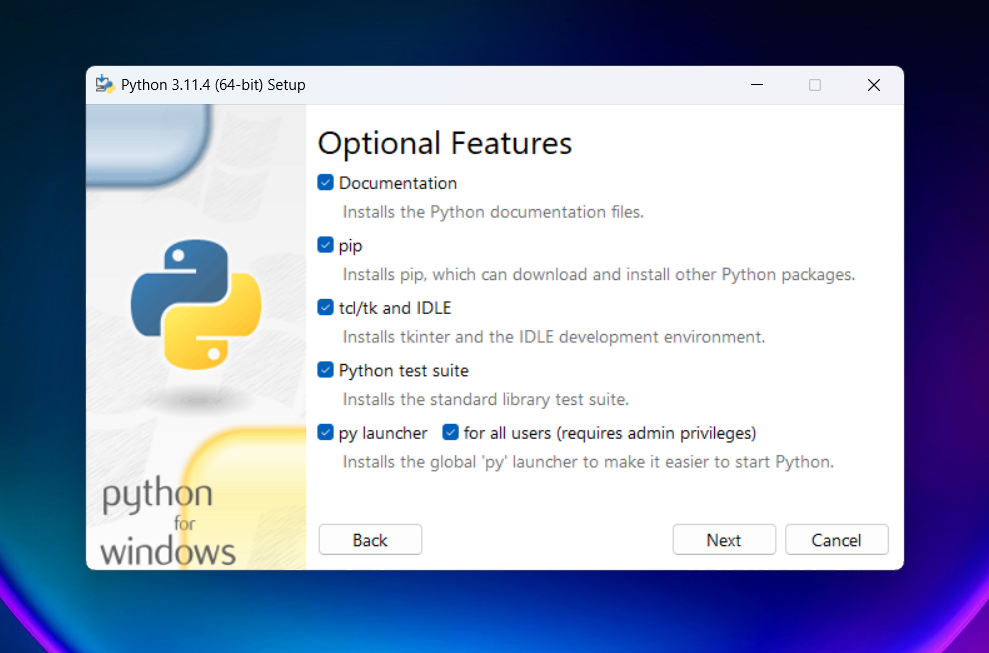 Python 3.11.4 (64-bit) Setup
Optional Features
Documentation
Installs the Python documentation files.
pip
Installs pip, which can download and install other Python packages.
tcl/tk and IDLE
Installs tkinter and the IDLE development environment.
Python test suite
Installs the standard library test suite.
py launcher for all users (requires admin privileges)
Installs the global 'py' launcher to make it easier to start Python.
python
for
windows
Back Next Cancel